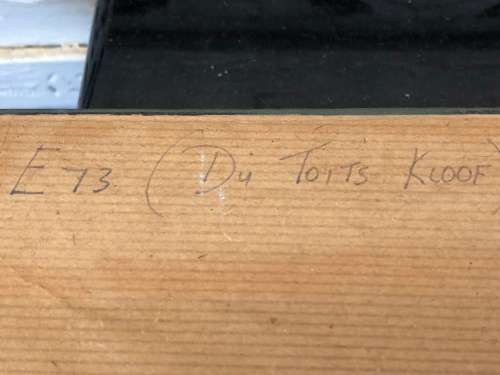 E 73 (Du Toits Kloof)